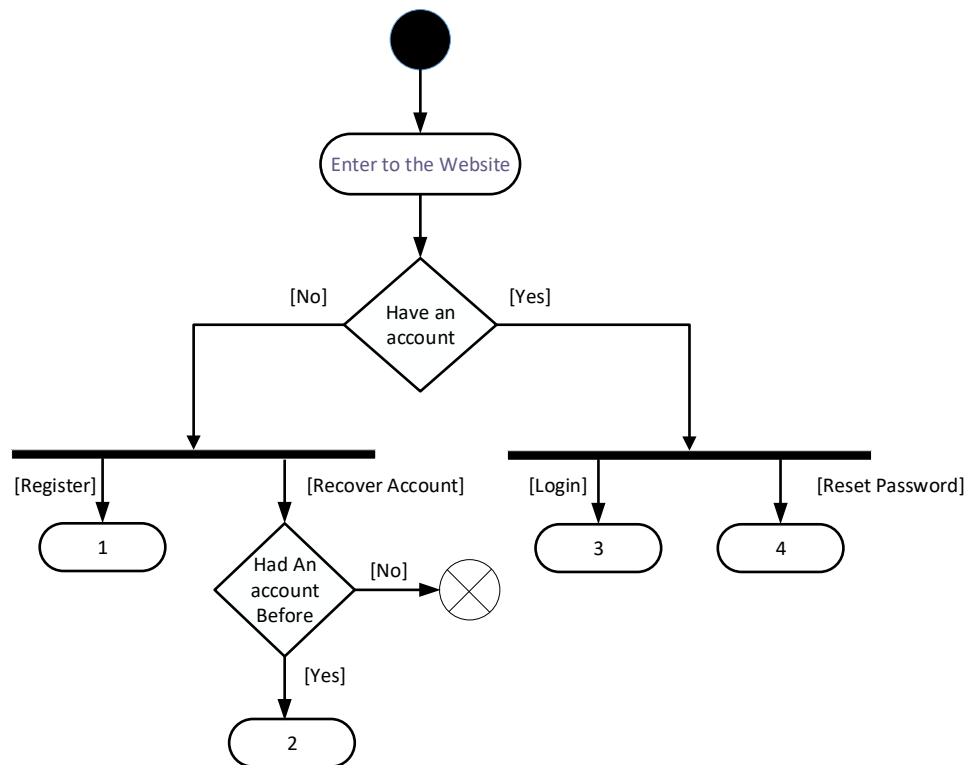 Enter to the Website
[No]
[Yes]
Have an
account
[Register]
[Recover Account]
[Login]
[Reset Password]
1
3
4
Had An
account
Before
[No]
[Yes]
2